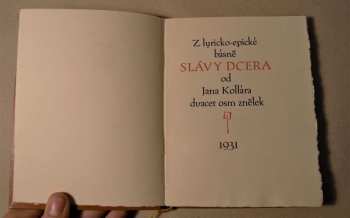 Z lyricko-epické
básně
SLÁVY DCERA
od
Jana Kollára
dvacet osm znělek
1931